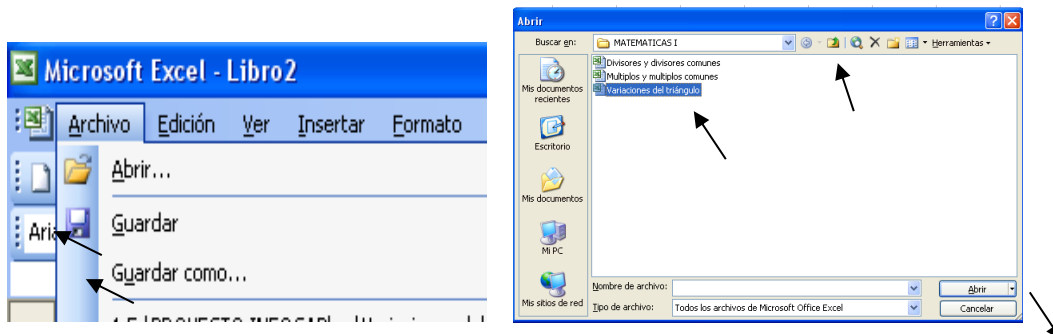 Microsoft Excel - Libro2
Archivo Edición Ver Insertar Formato
Abrir...
Guardar
Guardar como...
Abrir
Buscar en: MATEMATICAS I Herramientas
Divisores y divisores comunes
Multiplos y multiplos comunes
Variaciones del triángulo
Mis documentos recientes
Escritorio
Mis documentos
Mi PC
Mis sitios de red
Nombre de archivo: Abrir
Tipo de archivo: Todos los archivos de Microsoft Office Excel Cancelar